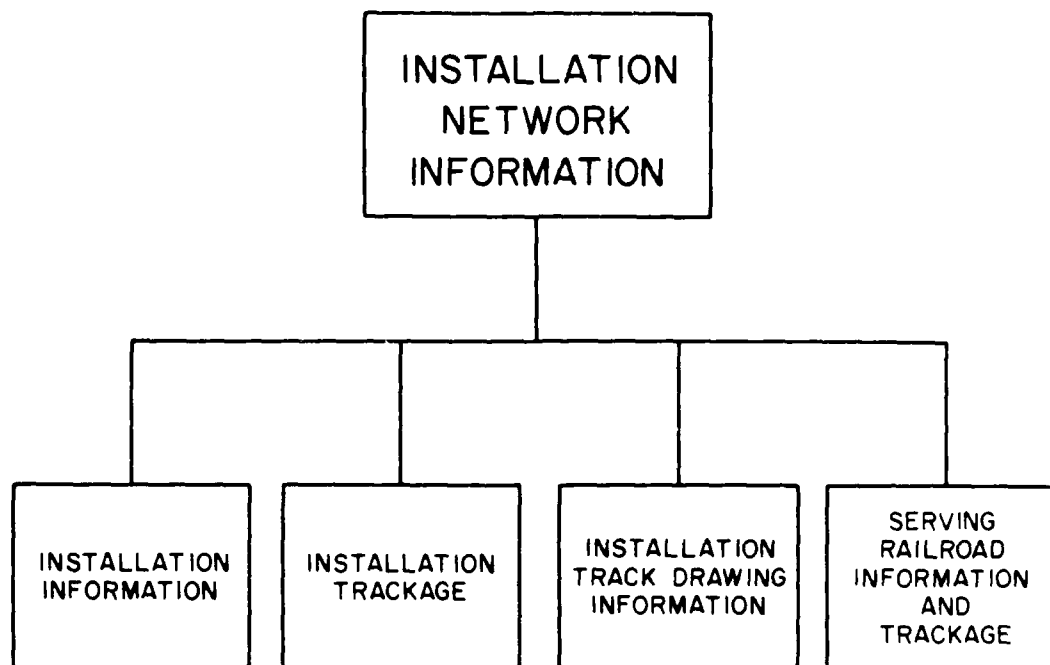 INSTALLATION
NETWORK
INFORMATION
INSTALLATION
INFORMATION
INSTALLATION
TRACKAGE
INSTALLATION
TRACK DRAWING
INFORMATION
SERVING
RAILROAD
INFORMATION
AND
TRACKAGE